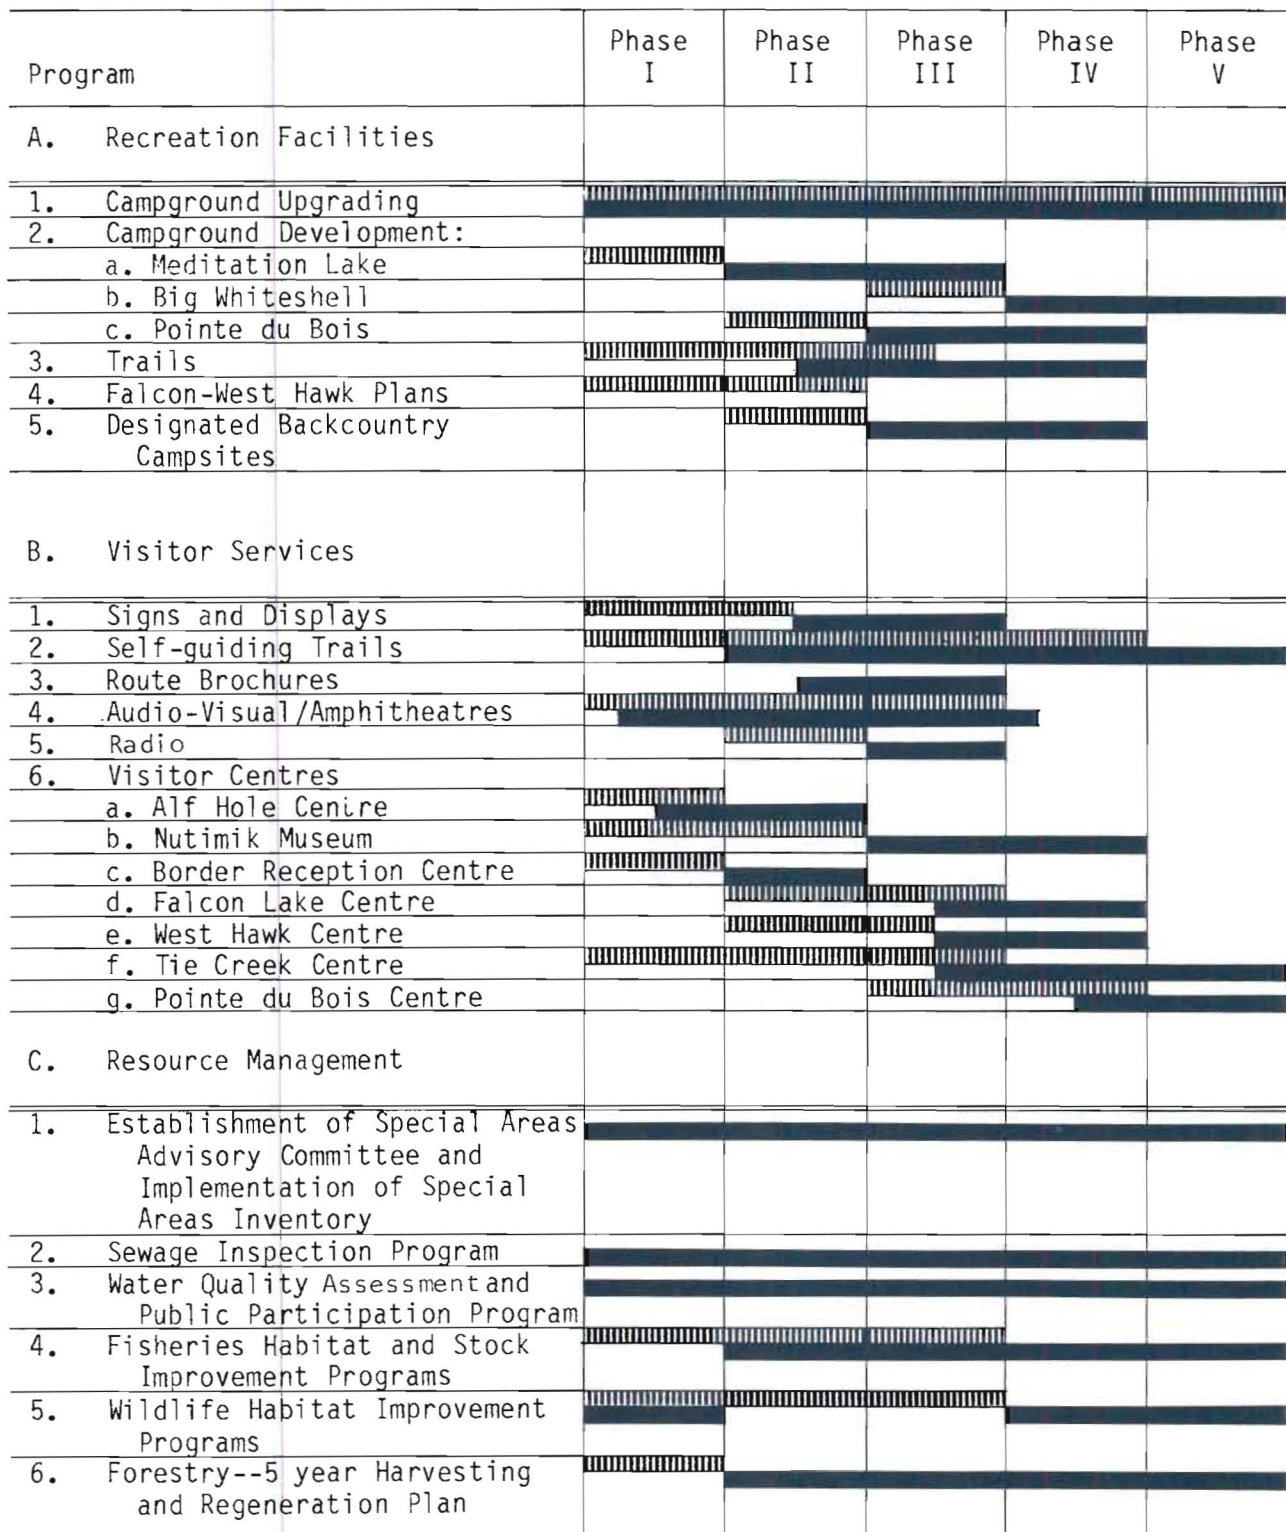 Program
Phase I
Phase II
Phase III
Phase IV
Phase V
A. Recreation Facilities
1. Campground Upgrading
2. Campground Development:
a. Meditation Lake
b. Big Whiteshell
c. Pointe du Bois
3. Trails
4. Falcon-West Hawk Plans
5. Designated Backcountry
Campsites
B. Visitor Services
1. Signs and Displays
2. Self-guiding Trails
3. Route Brochures
4. Audio-Visual/Amphitheatres
5. Radio
6. Visitor Centres
a. Alf Hole Cenire
b. Nutimik Museum
c. Border Reception Centre
d. Falcon Lake Centre
e. West Hawk Centre
f. Tie Creek Centre
g. Pointe du Bois Centre
C. Resource Management
1. Establishment of Special Areas
Advisory Committee and
Implementation of Special
Areas Inventory
2. Sewage Inspection Program
3. Water Quality Assessment and
Public Participation Program
4. Fisheries Habitat and Stock
Improvement Programs
5. Wildlife Habitat Improvement
Programs
6. Forestry--5 year Harvesting
and Regeneration Plan